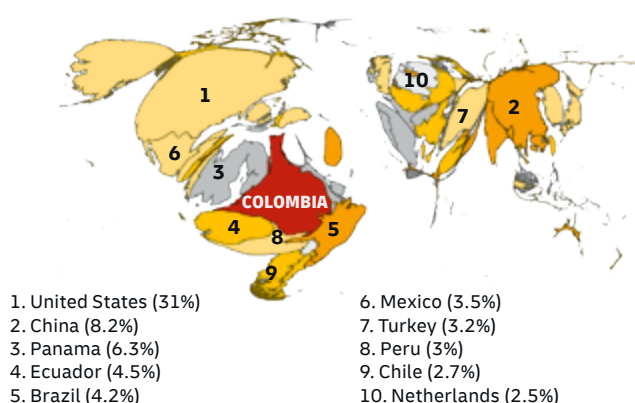 1
10
2
7
6
3
COLOMBIA
4
5
8
9
1. United States (31%)
2. China (8.2%)
3. Panama (6.3%)
4. Ecuador (4.5%)
5. Brazil (4.2%)
6. Mexico (3.5%)
7. Turkey (3.2%)
8. Peru (3%)
9. Chile (2.7%)
10. Netherlands (2.5%)